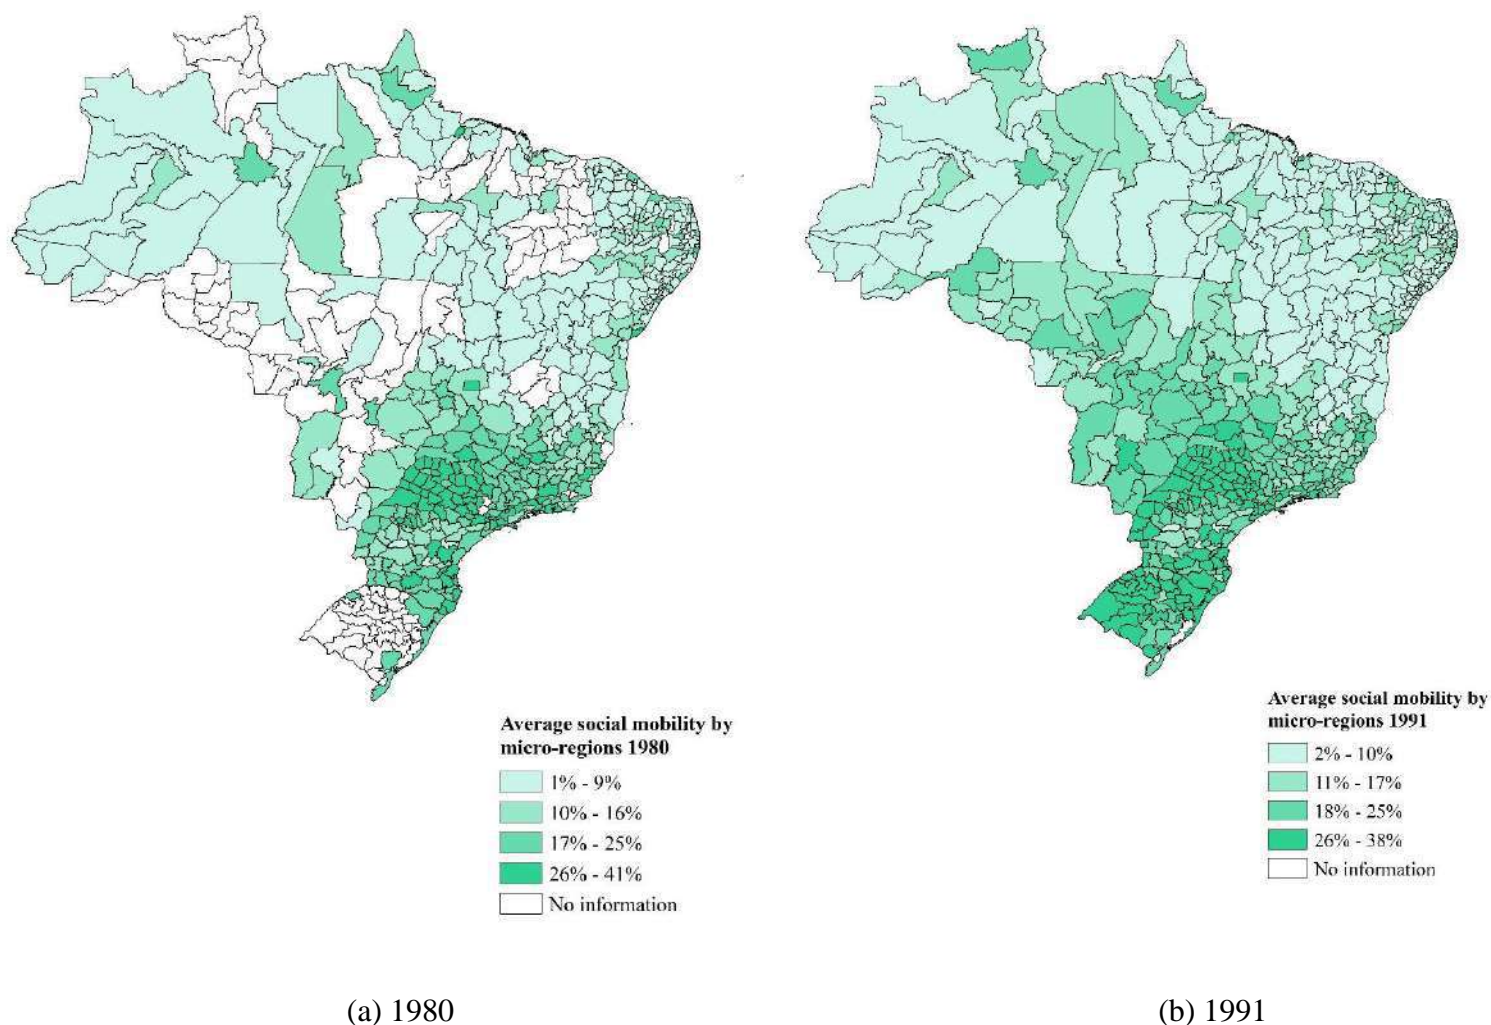 Average social mobility by
micro-regions 1980
1% - 9%
10% - 16%
17% - 25%
26% - 41%
No information
Average social mobility by
micro-regions 1991
2% - 10%
11% - 17%
18% - 25%
26% - 38%
No information
(a) 1980
(b) 1991